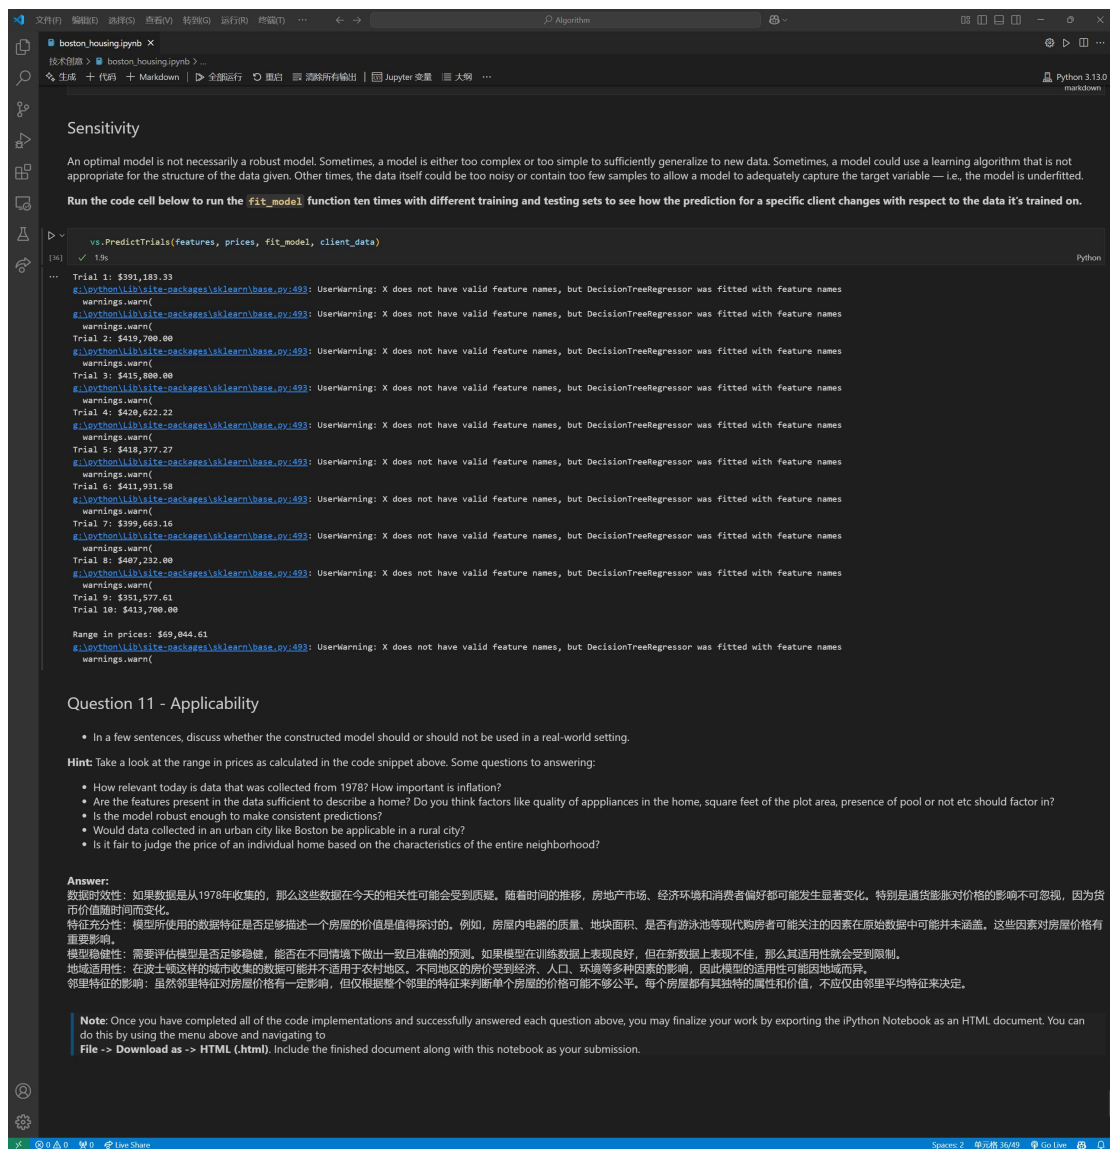 文件(F) 编辑(E) 选择(S) 查看(V) 转到(G) 运行(R) 终端(T) ··· Algorithm
boston_housing.ipynb
技术创意 > boston_housing.ipynb > ...
生成 + 代码 + Markdown | 全部运行 重启 清除所有输出 | Jupyter 变量 大纲 ··· Python 3.13.0
markdown
Sensitivity
An optimal model is not necessarily a robust model. Sometimes, a model is either too complex or too simple to sufficiently generalize to new data. Sometimes, a model could use a learning algorithm that is not
appropriate for the structure of the data given. Other times, the data itself could be too noisy or contain too few samples to allow a model to adequately capture the target variable — i.e., the model is underfitted.
Run the code cell below to run the fit_model function ten times with different training and testing sets to see how the prediction for a specific client changes with respect to the data it's trained on.
vs.PredictTrials(features, prices, fit_model, client_data)
[36] ✓ 1.9s Python
··· Trial 1: $391,183.33
g:\python\Lib\site-packages\sklearn\base.py:493: UserWarning: X does not have valid feature names, but DecisionTreeRegressor was fitted with feature names
warnings.warn(
g:\python\Lib\site-packages\sklearn\base.py:493: UserWarning: X does not have valid feature names, but DecisionTreeRegressor was fitted with feature names
warnings.warn(
Trial 2: $419,700.00
g:\python\Lib\site-packages\sklearn\base.py:493: UserWarning: X does not have valid feature names, but DecisionTreeRegressor was fitted with feature names
warnings.warn(
Trial 3: $415,800.00
g:\python\Lib\site-packages\sklearn\base.py:493: UserWarning: X does not have valid feature names, but DecisionTreeRegressor was fitted with feature names
warnings.warn(
Trial 4: $420,622.22
g:\python\Lib\site-packages\sklearn\base.py:493: UserWarning: X does not have valid feature names, but DecisionTreeRegressor was fitted with feature names
warnings.warn(
Trial 5: $418,377.27
g:\python\Lib\site-packages\sklearn\base.py:493: UserWarning: X does not have valid feature names, but DecisionTreeRegressor was fitted with feature names
warnings.warn(
Trial 6: $411,931.58
g:\python\Lib\site-packages\sklearn\base.py:493: UserWarning: X does not have valid feature names, but DecisionTreeRegressor was fitted with feature names
warnings.warn(
Trial 7: $399,663.16
g:\python\Lib\site-packages\sklearn\base.py:493: UserWarning: X does not have valid feature names, but DecisionTreeRegressor was fitted with feature names
warnings.warn(
Trial 8: $407,232.00
g:\python\Lib\site-packages\sklearn\base.py:493: UserWarning: X does not have valid feature names, but DecisionTreeRegressor was fitted with feature names
warnings.warn(
Trial 9: $351,577.61
Trial 10: $413,700.00
Range in prices: $69,044.61
g:\python\Lib\site-packages\sklearn\base.py:493: UserWarning: X does not have valid feature names, but DecisionTreeRegressor was fitted with feature names
warnings.warn(
Question 11 - Applicability
• In a few sentences, discuss whether the constructed model should or should not be used in a real-world setting.
Hint: Take a look at the range in prices as calculated in the code snippet above. Some questions to answering:
• How relevant today is data that was collected from 1978? How important is inflation?
• Are the features present in the data sufficient to describe a home? Do you think factors like quality of apppliances in the home, square feet of the plot area, presence of pool or not etc should factor in?
• Is the model robust enough to make consistent predictions?
• Would data collected in an urban city like Boston be applicable in a rural city?
• Is it fair to judge the price of an individual home based on the characteristics of the entire neighborhood?
Answer:
数据时效性：如果数据是从1978年收集的，那么这些数据在今天的相关性可能会受到质疑。随着时间的推移，房地产市场、经济环境和消费者偏好都可能发生显著变化。特别是通货膨胀对价格的影响不可忽视，因为货
币价值随时间而变化。
特征充分性：模型所使用的数据特征是否足够描述一个房屋的价值是值得探讨的。例如，房屋内电器的质量、地块面积、是否有游泳池等现代购房者可能关注的因素在原始数据中可能并未涵盖。这些因素对房屋价格有
重要影响。
模型稳健性：需要评估模型是否足够稳健，能否在不同情境下做出一致且准确的预测。如果模型在训练数据上表现良好，但在新数据上表现不佳，那么其适用性就会受到限制。
地域适用性：在波士顿这样的城市收集的数据可能并不适用于农村地区。不同地区的房价受到经济、人口、环境等多种因素的影响，因此模型的适用性可能因地域而异。
邻里特征的影响：虽然邻里特征对房屋价格有一定影响，但仅根据整个邻里的特征来判断单个房屋的价格可能不够公平。每个房屋都有其独特的属性和价值，不应仅由邻里平均特征来决定。
Note: Once you have completed all of the code implementations and successfully answered each question above, you may finalize your work by exporting the iPython Notebook as an HTML document. You can
do this by using the menu above and navigating to
File -> Download as -> HTML (.html). Include the finished document along with this notebook as your submission.
0 0 0 Live Share Spaces: 2 单元格 36/49 Go Live